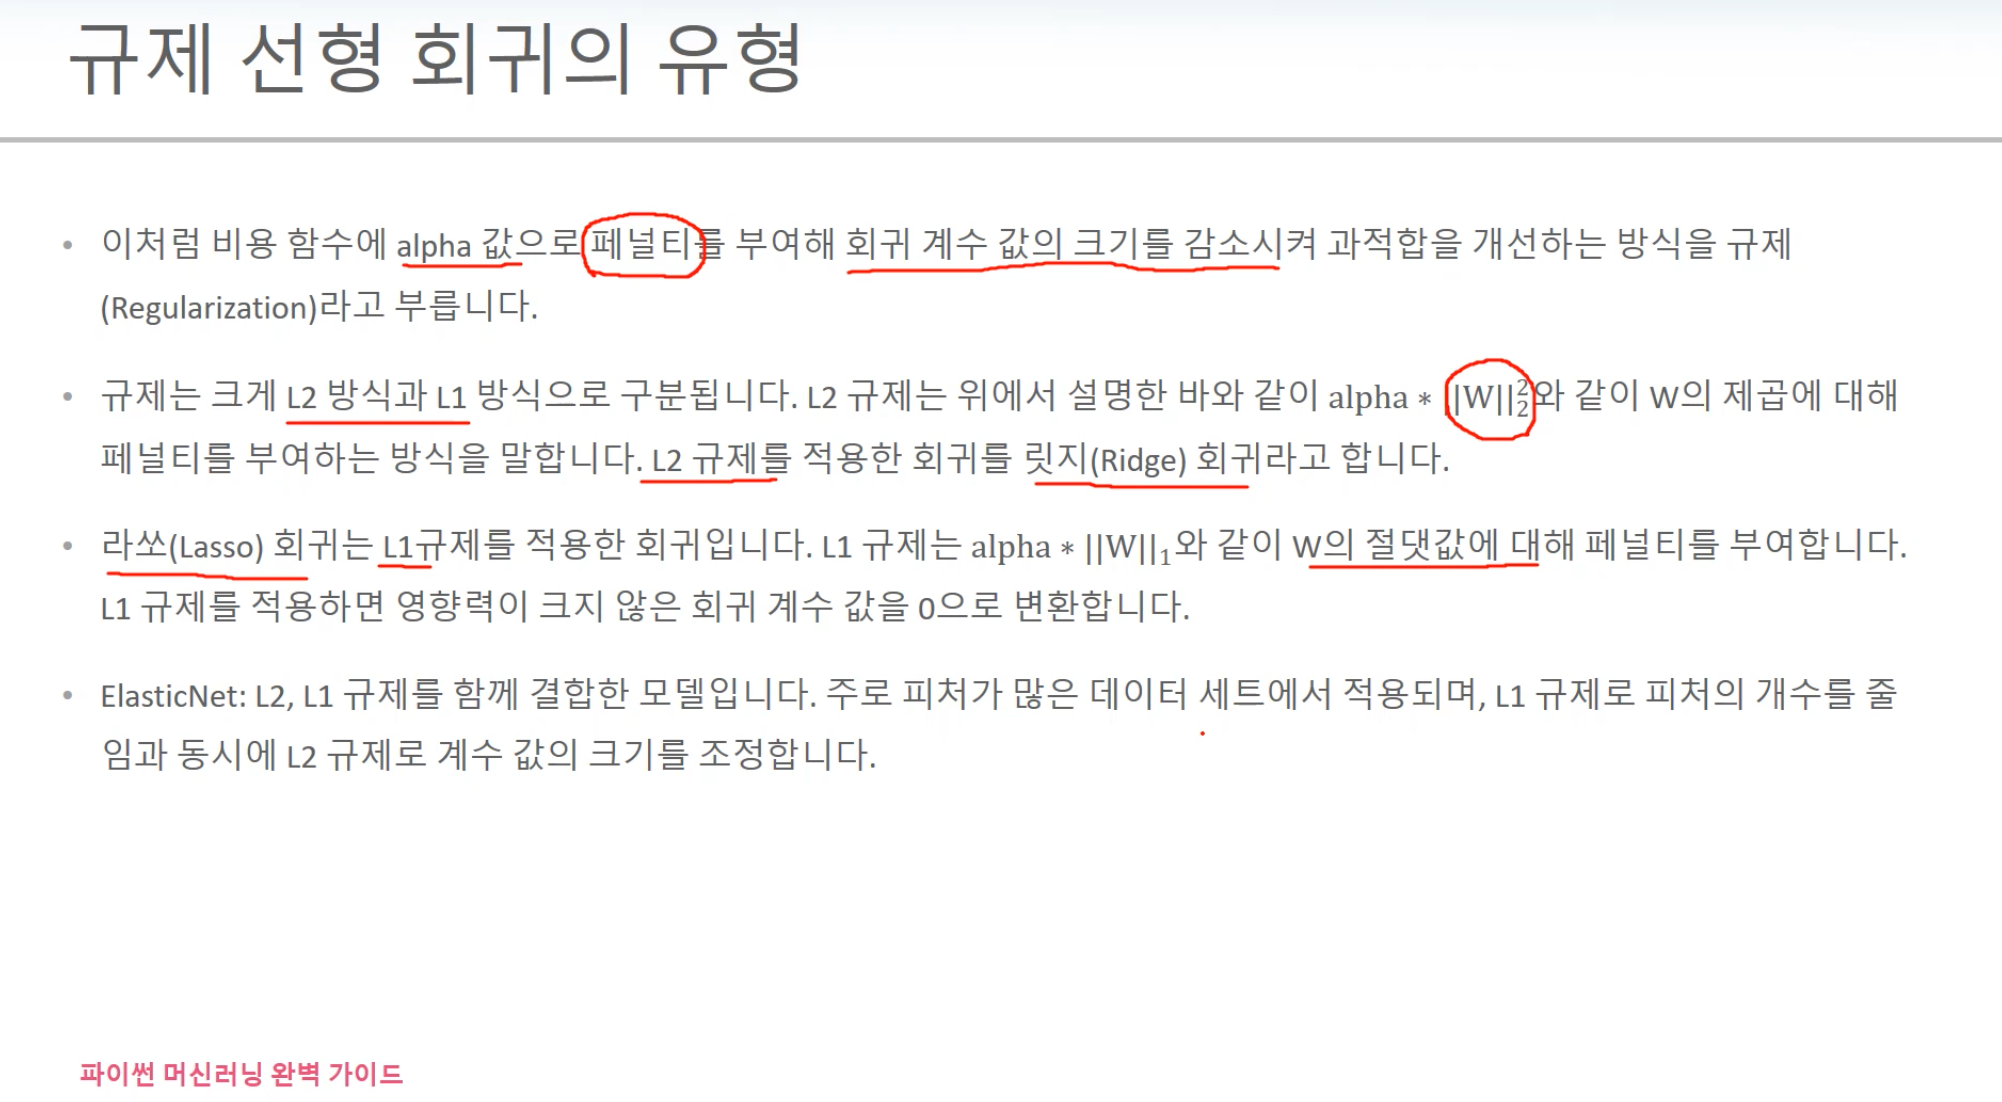 규제 선형 회귀의 유형
• 이처럼 비용 함수에 alpha 값으로 페널티를 부여해 회귀 계수 값의 크기를 감소시켜 과적합을 개선하는 방식을 규제
(Regularization)라고 부릅니다.
• 규제는 크게 L2 방식과 L1 방식으로 구분됩니다. L2 규제는 위에서 설명한 바와 같이 alpha * ||W||₂²와 같이 W의 제곱에 대해
페널티를 부여하는 방식을 말합니다. L2 규제를 적용한 회귀를 릿지(Ridge) 회귀라고 합니다.
• 라쏘(Lasso) 회귀는 L1규제를 적용한 회귀입니다. L1 규제는 alpha * ||W||₁와 같이 W의 절댓값에 대해 페널티를 부여합니다.
L1 규제를 적용하면 영향력이 크지 않은 회귀 계수 값을 0으로 변환합니다.
• ElasticNet: L2, L1 규제를 함께 결합한 모델입니다. 주로 피처가 많은 데이터 세트에서 적용되며, L1 규제로 피처의 개수를 줄
임과 동시에 L2 규제로 계수 값의 크기를 조정합니다.
파이썬 머신러닝 완벽 가이드